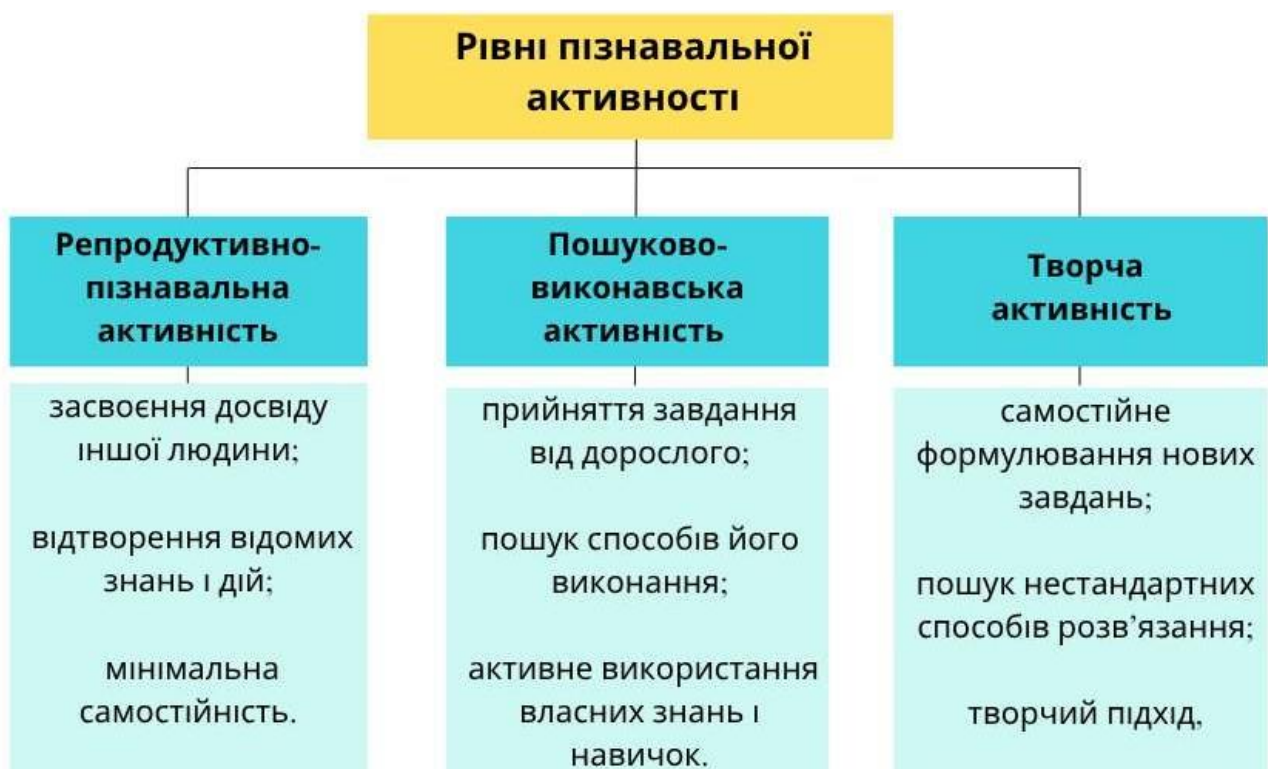 Рівні пізнавальної
активності
Репродуктивно-
пізнавальна
активність
засвоєння досвіду
іншої людини;
відтворення відомих
знань і дій;
мінімальна
самостійність.
Пошуково-
виконавська
активність
прийняття завдання
від дорослого;
пошук способів його
виконання;
активне використання
власних знань і
навичок.
Творча
активність
самостійне
формулювання нових
завдань;
пошук нестандартних
способів розв’язання;
творчий підхід,